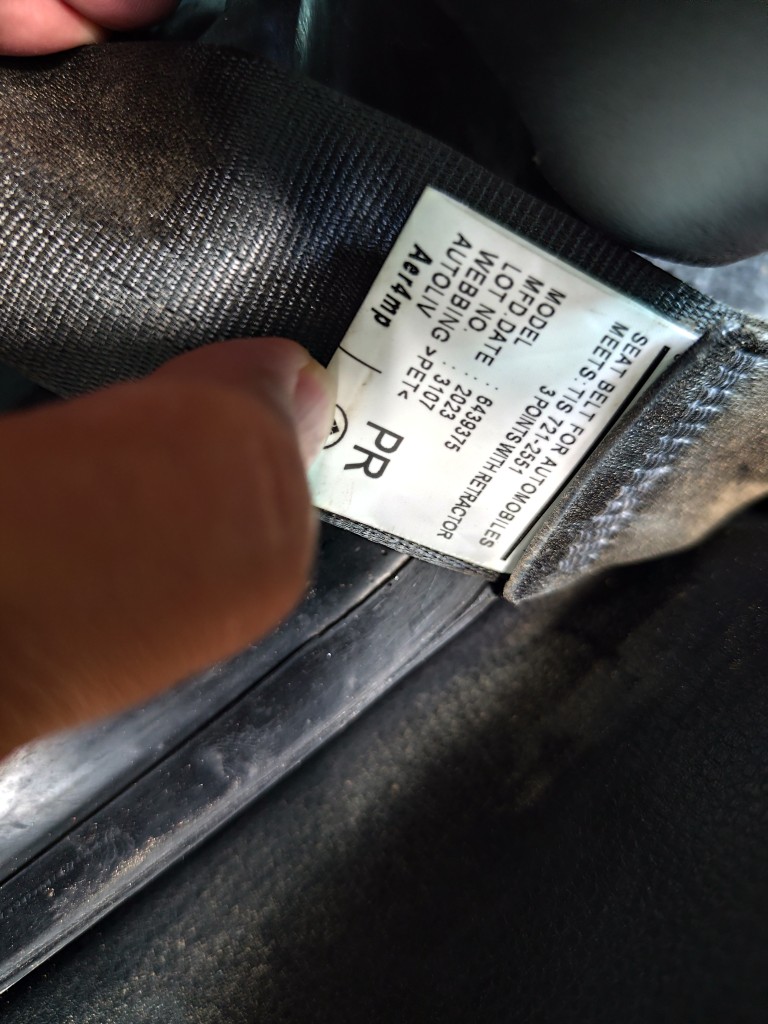 SEAT BELT FOR AUTOMOBILES
MEETS: TIS 721-2551
3 POINTS WITH RETRACTOR
MODEL : 6439375
MFD.DATE : 2023
LOT NO. : 3107
WEBBING >PET<
AUTOLIV
Aer4mp
PR